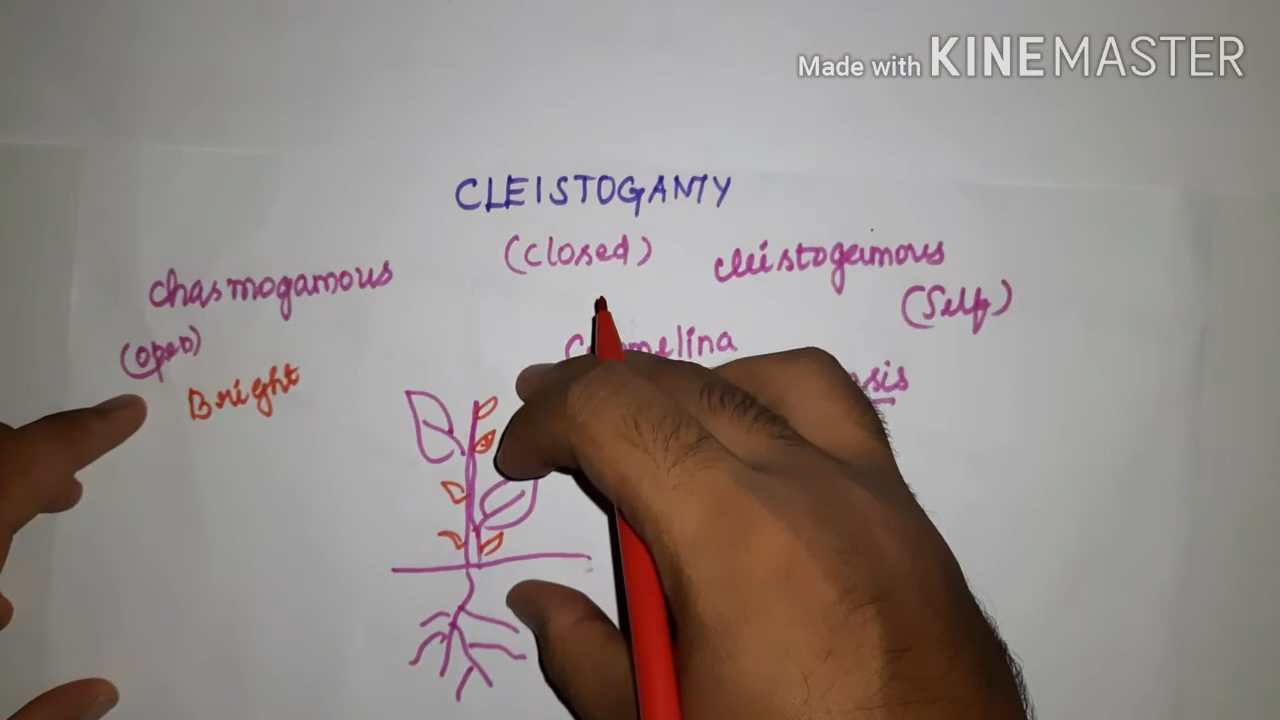 Made with KINEMASTER
CLEISTOGAMY
(closed)
chasmogamous
cleistogamous
(open)
(Self)
Bright